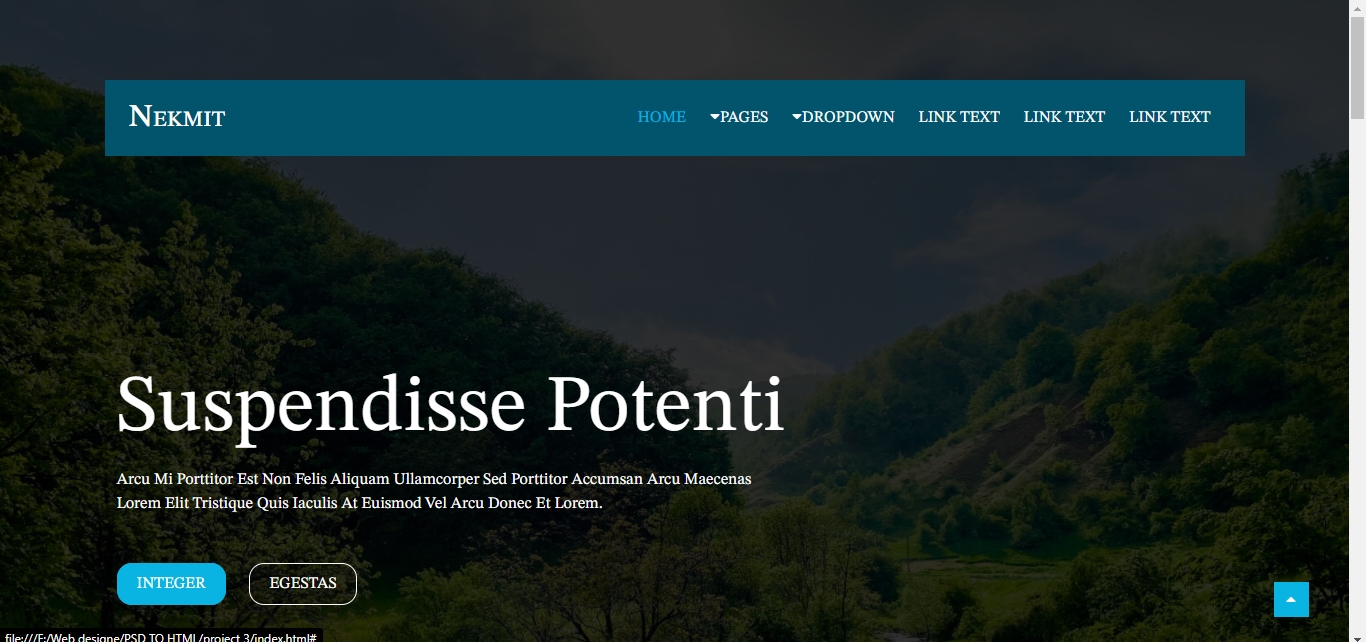 Nekmit
HOME PAGES DROPDOWN LINK TEXT LINK TEXT LINK TEXT
Suspendisse Potenti
Arcu Mi Porttitor Est Non Felis Aliquam Ullamcorper Sed Porttitor Accumsan Arcu Maecenas
Lorem Elit Tristique Quis Iaculis At Euismod Vel Arcu Donec Et Lorem.
INTEGER EGESTAS
file:///F:/Web designe/PSD TO HTML/project 3/index.html#